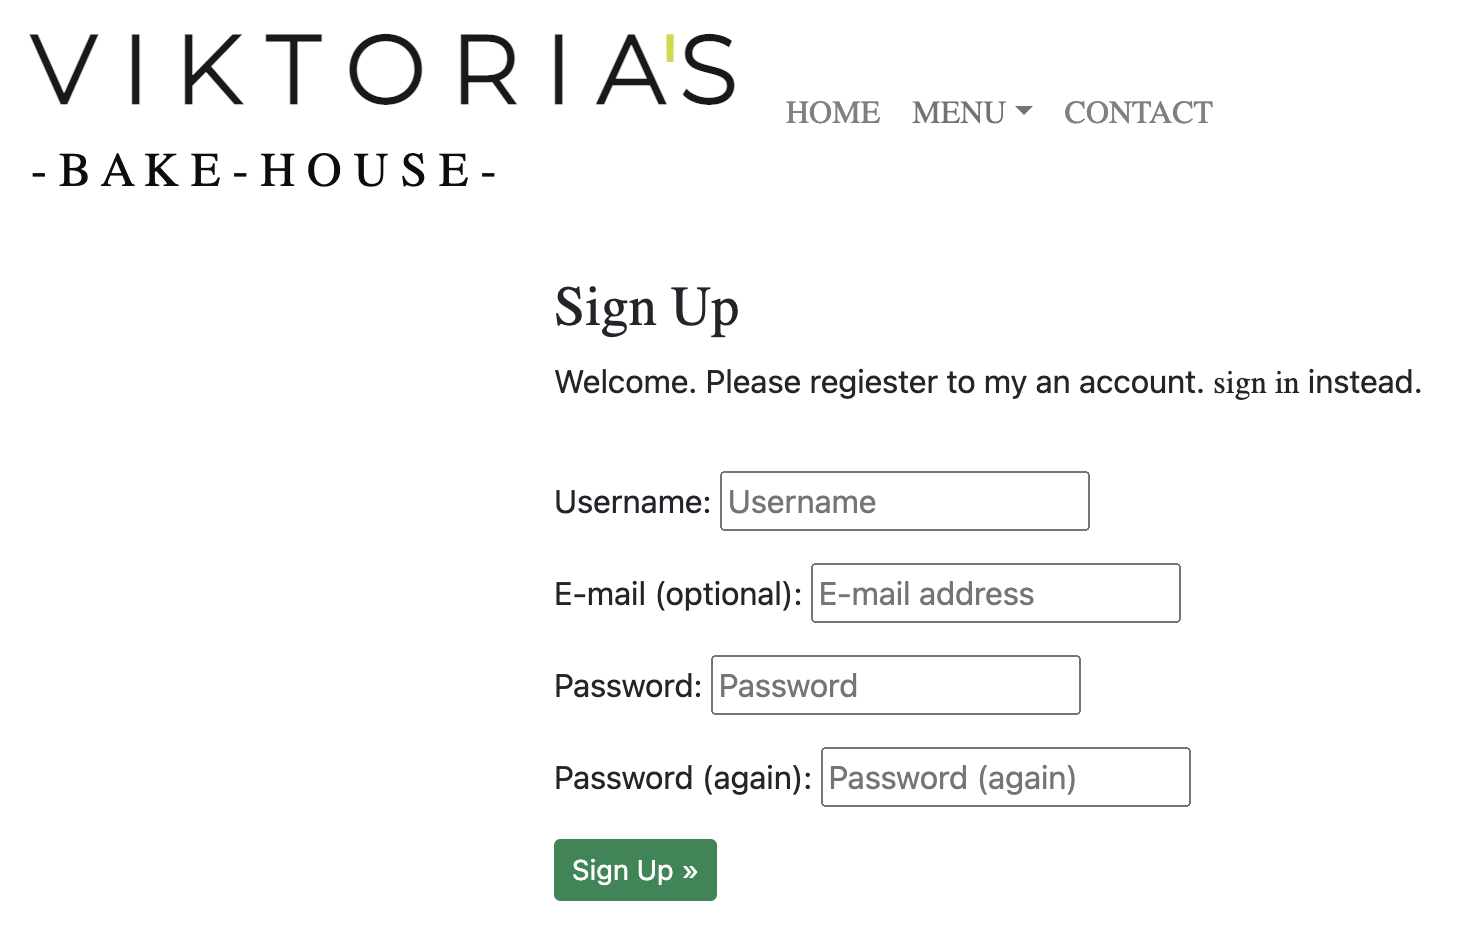 VIKTORIA'S
-BAKE-HOUSE-
HOME MENU CONTACT
Sign Up
Welcome. Please regiester to my an account. sign in instead.
Username: Username
E-mail (optional): E-mail address
Password: Password
Password (again): Password (again)
Sign Up »